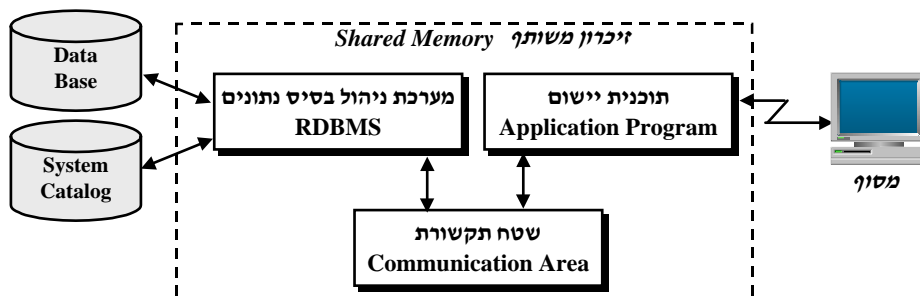 Shared Memory זיכרון משותף
Data
Base
מערכת ניהול בסיס נתונים
RDBMS
תוכנית יישום
Application Program
System
Catalog
מסוף
שטח תקשורת
Communication Area